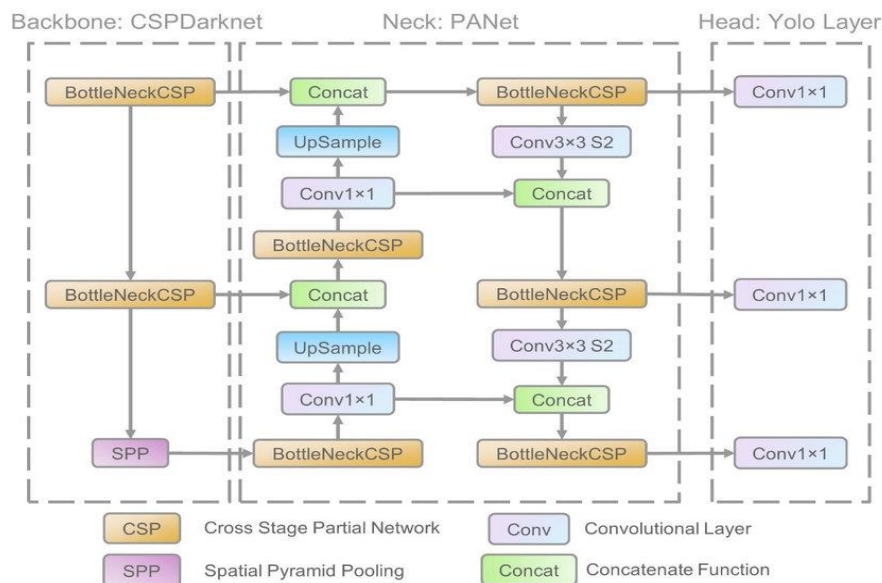 Backbone: CSPDarknet Neck: PANet Head: Yolo Layer
BottleNeckCSP Concat BottleNeckCSP Conv1×1
UpSample Conv3×3 S2
Conv1×1 Concat
BottleNeckCSP
BottleNeckCSP Concat BottleNeckCSP Conv1×1
UpSample Conv3×3 S2
Conv1×1 Concat
SPP BottleNeckCSP BottleNeckCSP Conv1×1
CSP Cross Stage Partial Network Conv Convolutional Layer
SPP Spatial Pyramid Pooling Concat Concatenate Function